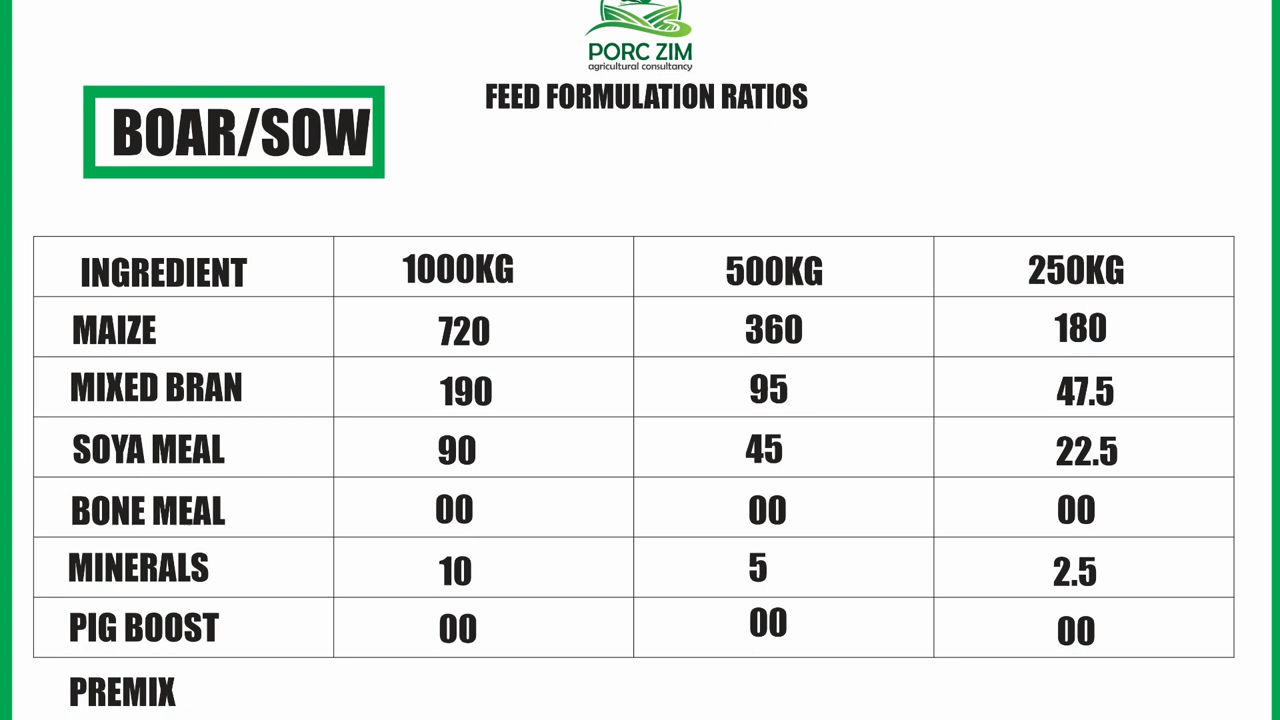 PORC ZIM
agricultural consultancy
FEED FORMULATION RATIOS
BOAR/SOW
INGREDIENT 1000KG 500KG 250KG
MAIZE 720 360 180
MIXED BRAN 190 95 47.5
SOYA MEAL 90 45 22.5
BONE MEAL 00 00 00
MINERALS 10 5 2.5
PIG BOOST 00 00 00
PREMIX